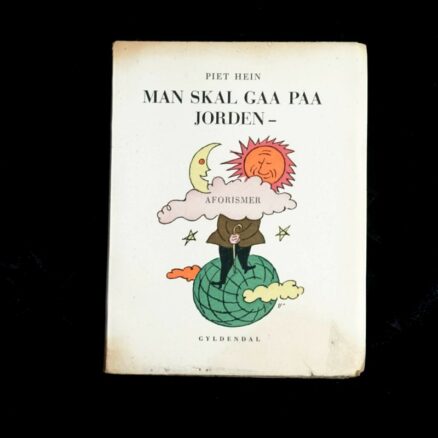 PIET HEIN
MAN SKAL GAA PAA
JORDEN –
AFORISMER
GYLDENDAL